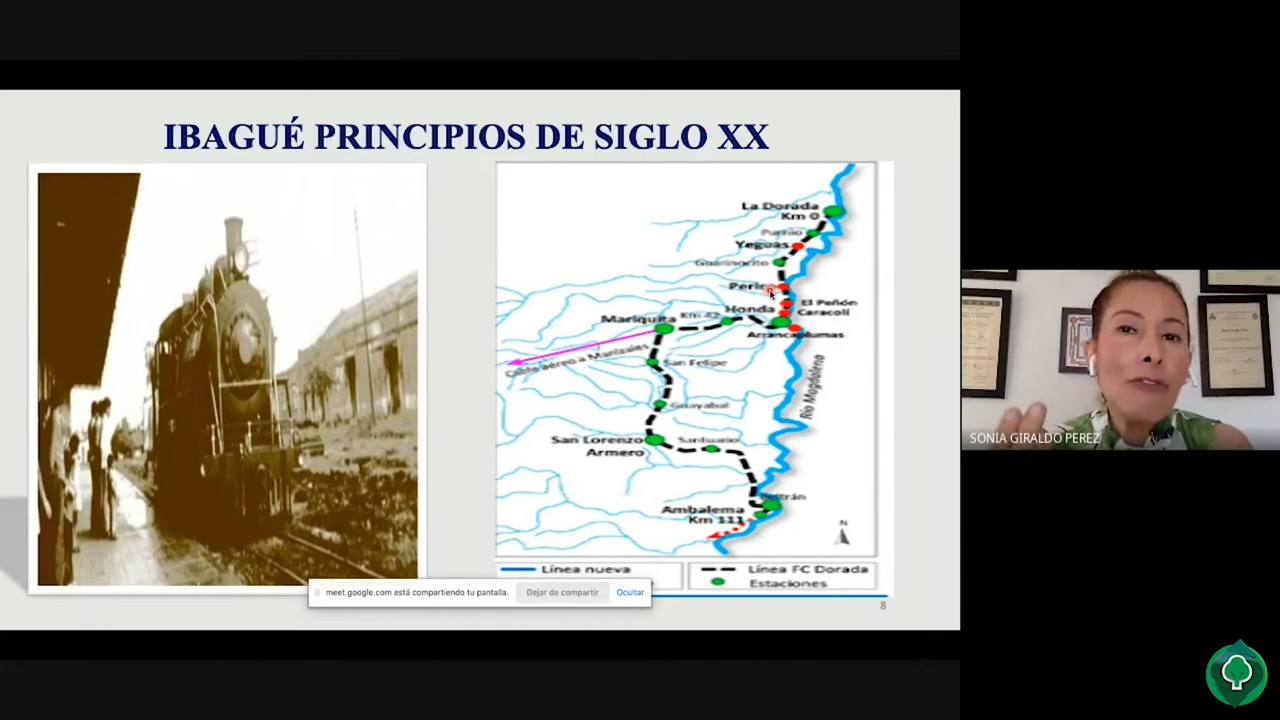 IBAGUÉ PRINCIPIOS DE SIGLO XX
La Dorada
Km 0
Purnio
Yeguas
Guarinocito
El Peñón
Honda
Caracolí
Mariquita
Km 42
Arrancaplumas
Cable aéreo a Manizales
San Felipe
Guayabal
Río Magdalena
San Lorenzo
Armero
Santuario
Beltrán
Ambalema
Km 111
N
Línea nueva
Línea FC Dorada
Estaciones
meet.google.com está compartiendo tu pantalla.
Dejar de compartir
Ocultar
8
SONIA GIRALDO PEREZ